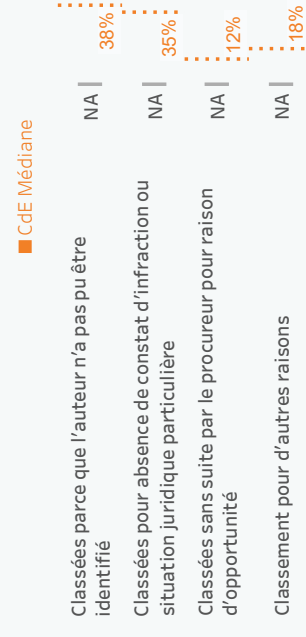 CdE Médiane
Classées parce que l’auteur n’a pas pu être
identifié
NA
38%
Classées pour absence de constat d’infraction ou
situation juridique particulière
NA
35%
Classées sans suite par le procureur pour raison
d’opportunité
NA
12%
Classement pour d’autres raisons
NA
18%